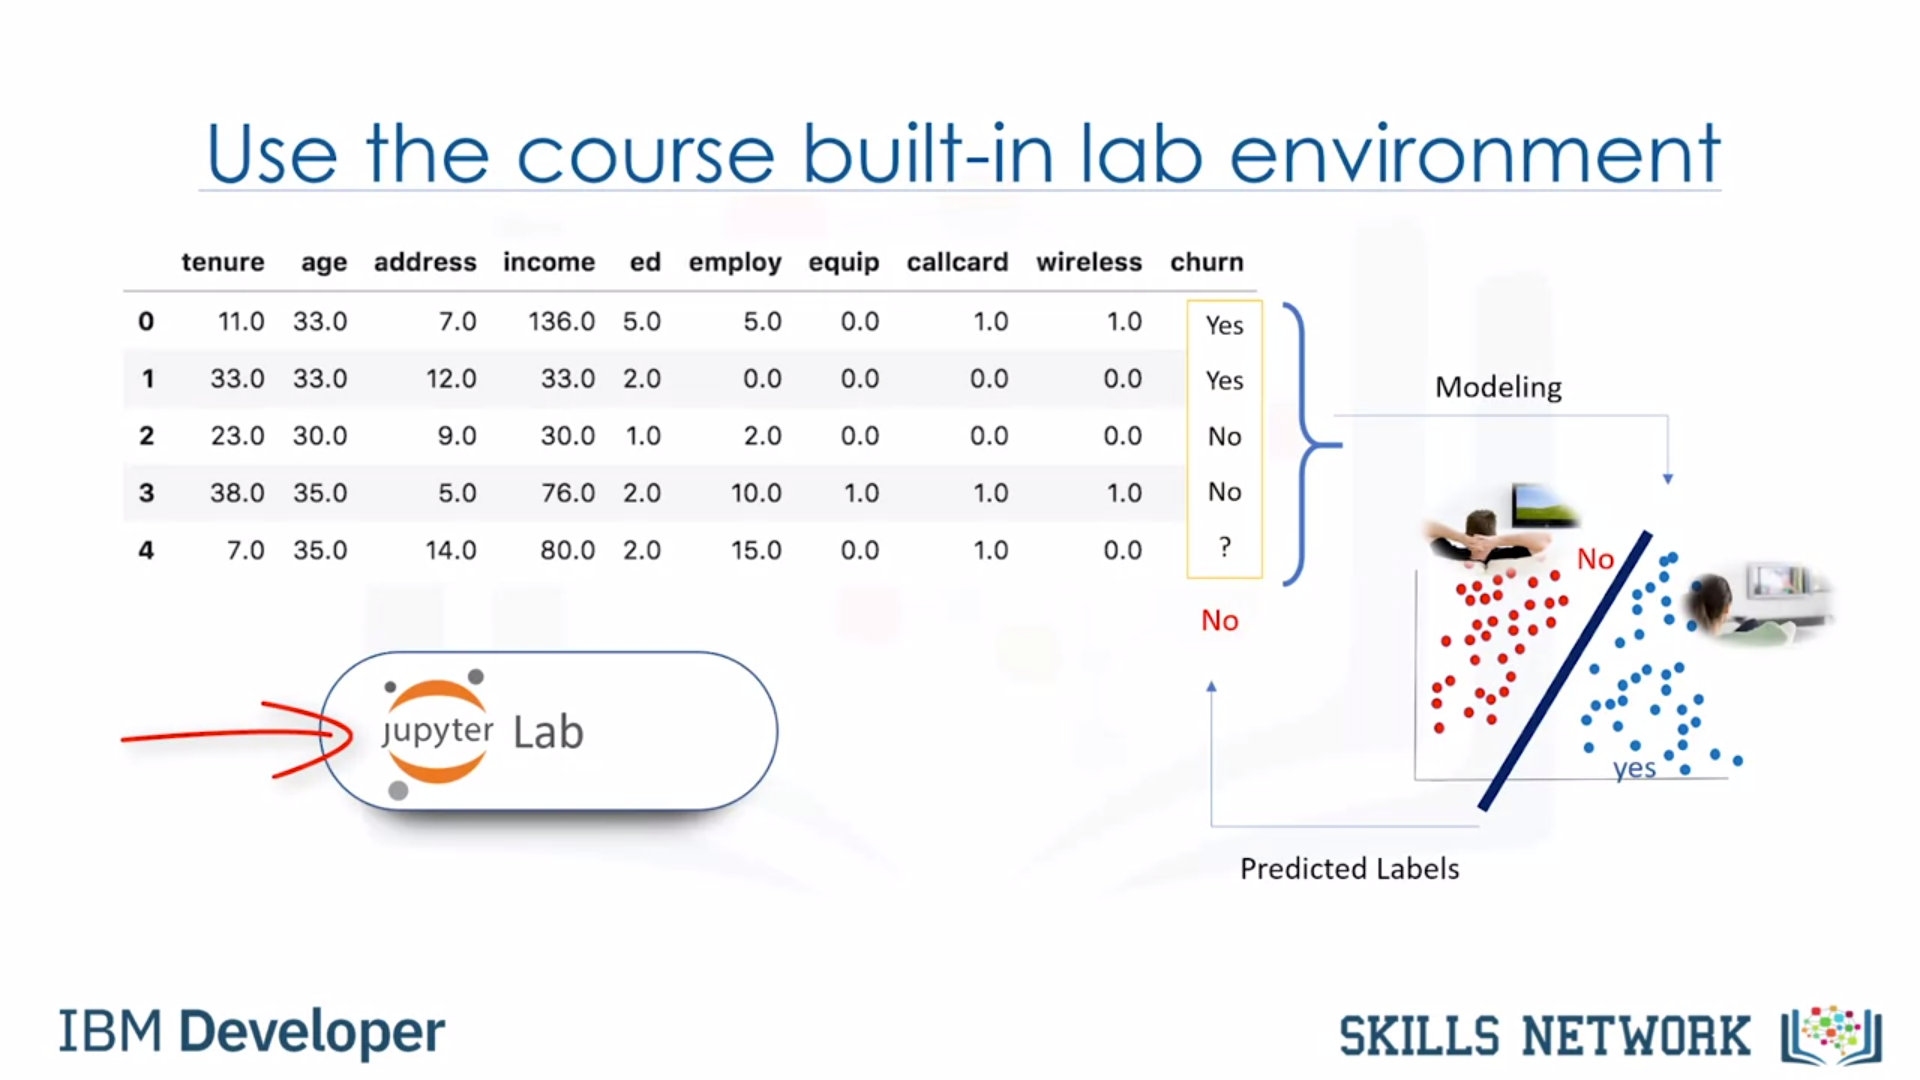 Use the course built-in lab environment
tenure age address income ed employ equip callcard wireless churn
0 11.0 33.0 7.0 136.0 5.0 5.0 0.0 1.0 1.0 Yes
1 33.0 33.0 12.0 33.0 2.0 0.0 0.0 0.0 0.0 Yes
2 23.0 30.0 9.0 30.0 1.0 2.0 0.0 0.0 0.0 No
3 38.0 35.0 5.0 76.0 2.0 10.0 1.0 1.0 1.0 No
4 7.0 35.0 14.0 80.0 2.0 15.0 0.0 1.0 0.0 ?
No
Modeling
No
yes
Predicted Labels
jupyter Lab
IBM Developer
SKILLS NETWORK